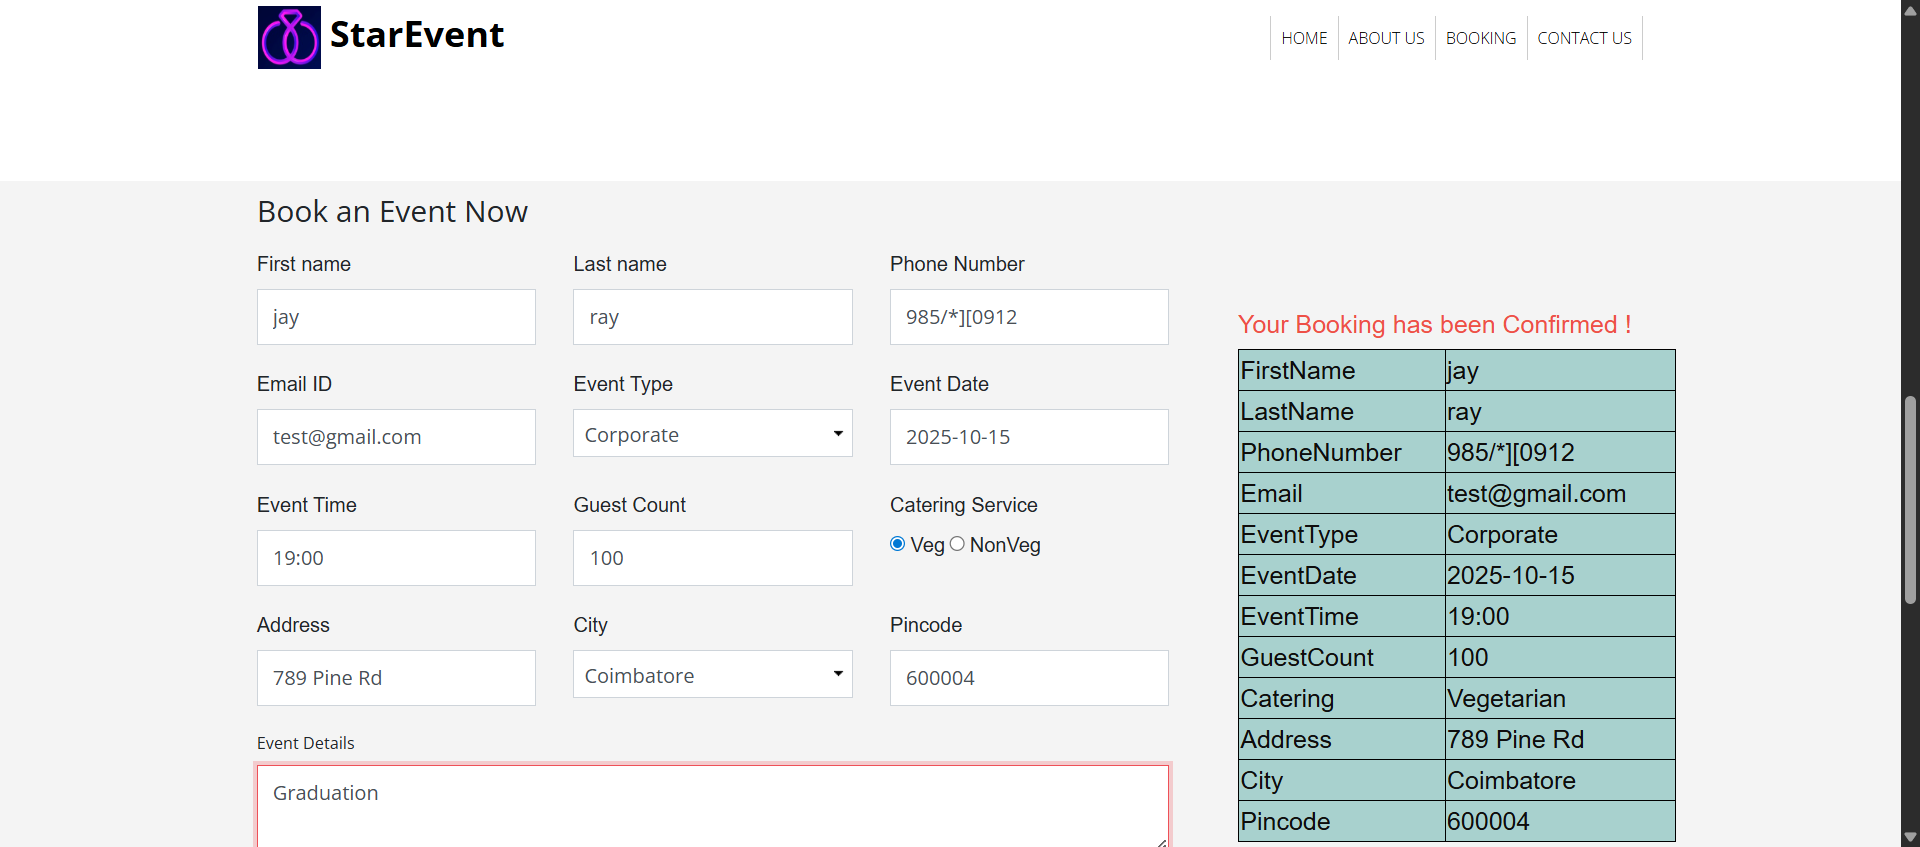 StarEvent
HOME
ABOUT US
BOOKING
CONTACT US
Book an Event Now
First name
Last name
Phone Number
jay
ray
985/*][0912
Email ID
Event Type
Event Date
test@gmail.com
Corporate
2025-10-15
Event Time
Guest Count
Catering Service
19:00
100
Veg
NonVeg
Address
City
Pincode
789 Pine Rd
Coimbatore
600004
Event Details
Graduation
Your Booking has been Confirmed !
FirstName jay
LastName ray
PhoneNumber 985/*][0912
Email test@gmail.com
EventType Corporate
EventDate 2025-10-15
EventTime 19:00
GuestCount 100
Catering Vegetarian
Address 789 Pine Rd
City Coimbatore
Pincode 600004